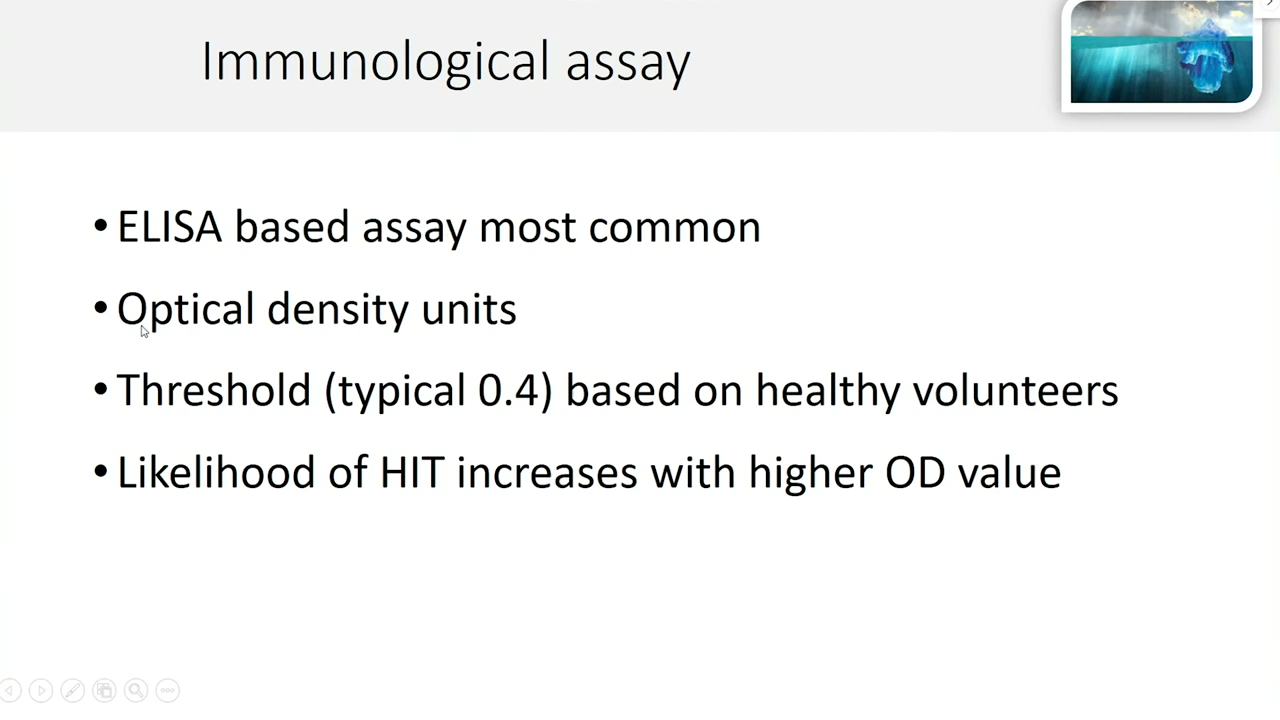 Immunological assay
• ELISA based assay most common
• Optical density units
• Threshold (typical 0.4) based on healthy volunteers
• Likelihood of HIT increases with higher OD value